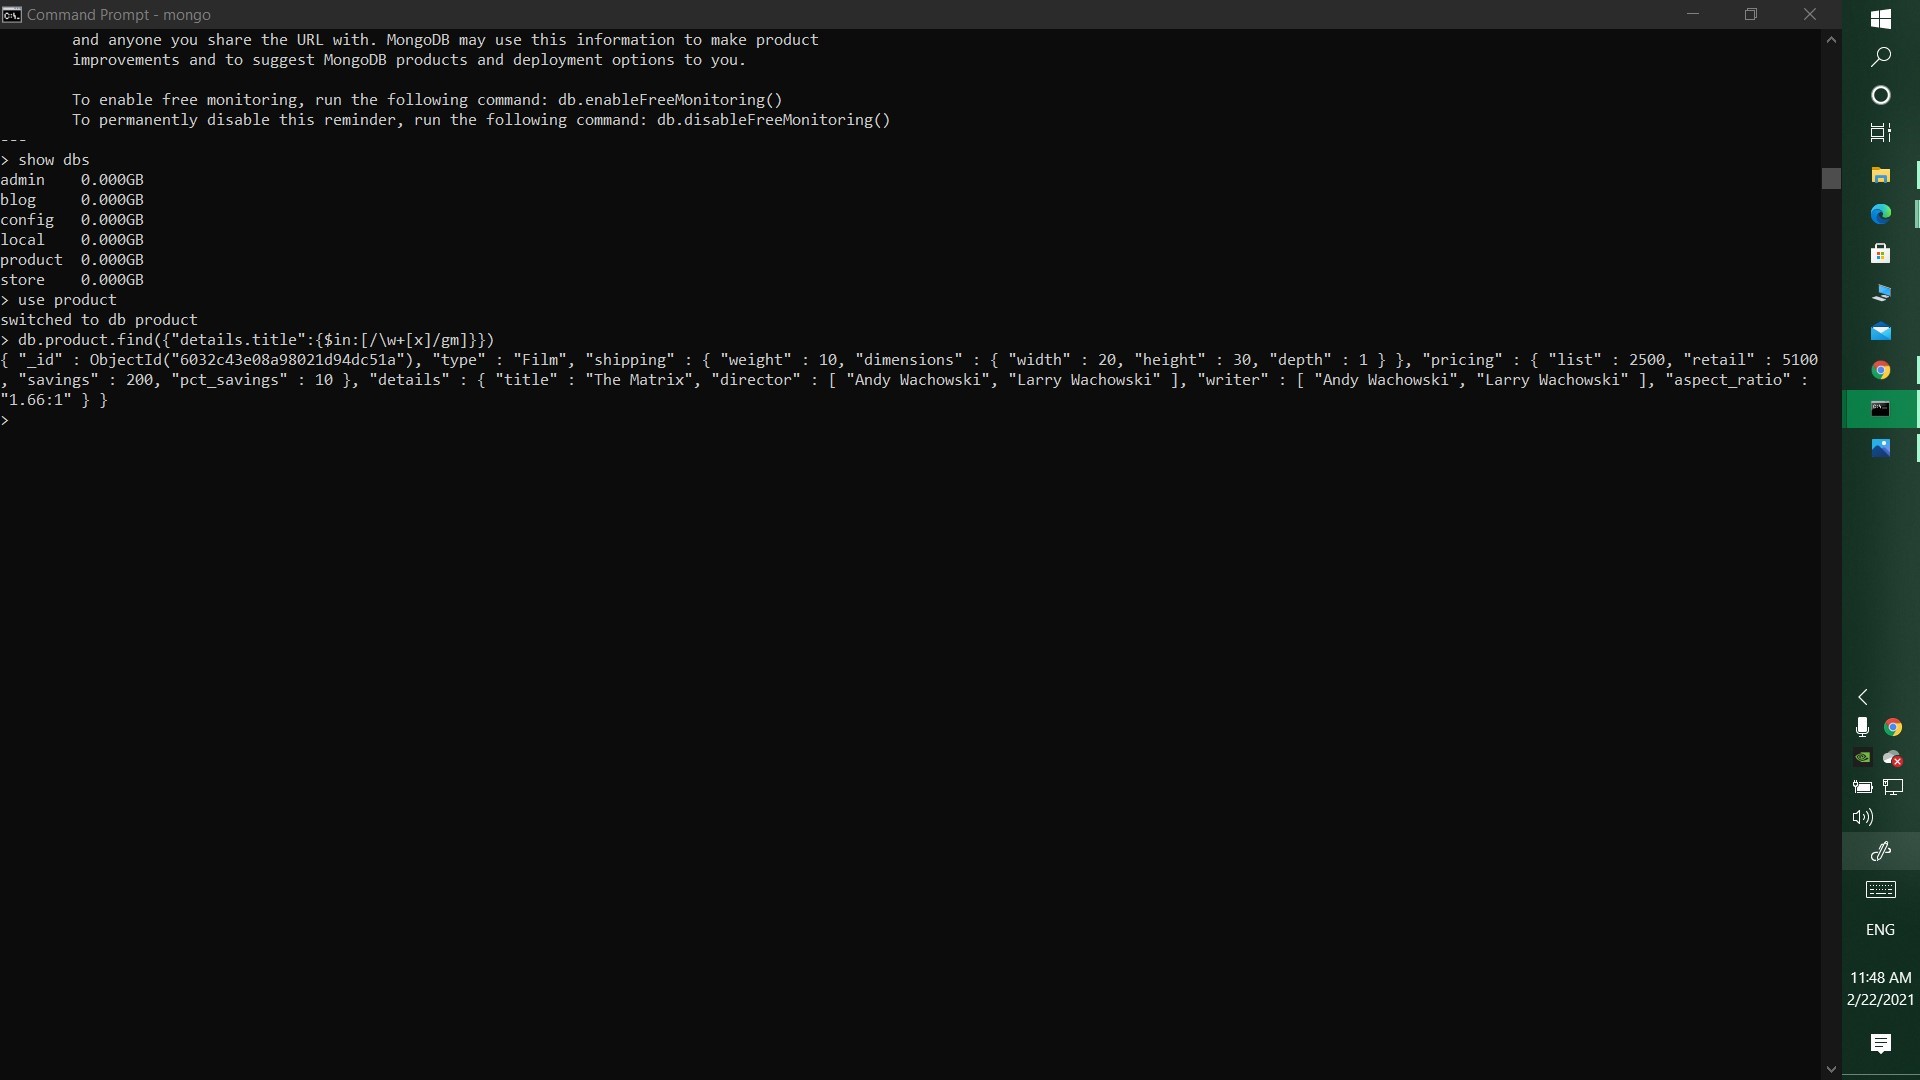 Command Prompt - mongo
and anyone you share the URL with. MongoDB may use this information to make product
improvements and to suggest MongoDB products and deployment options to you.
To enable free monitoring, run the following command: db.enableFreeMonitoring()
To permanently disable this reminder, run the following command: db.disableFreeMonitoring()
---
> show dbs
admin    0.000GB
blog     0.000GB
config   0.000GB
local    0.000GB
product  0.000GB
store    0.000GB
> use product
switched to db product
> db.product.find({"details.title":{$in:[/\w+[x]/gm]}})
{ "_id" : ObjectId("6032c43e08a98021d94dc51a"), "type" : "Film", "shipping" : { "weight" : 10, "dimensions" : { "width" : 20, "height" : 30, "depth" : 1 } }, "pricing" : { "list" : 2500, "retail" : 5100
, "savings" : 200, "pct_savings" : 10 }, "details" : { "title" : "The Matrix", "director" : [ "Andy Wachowski", "Larry Wachowski" ], "writer" : [ "Andy Wachowski", "Larry Wachowski" ], "aspect_ratio" :
"1.66:1" } }
>
ENG
11:48 AM
2/22/2021